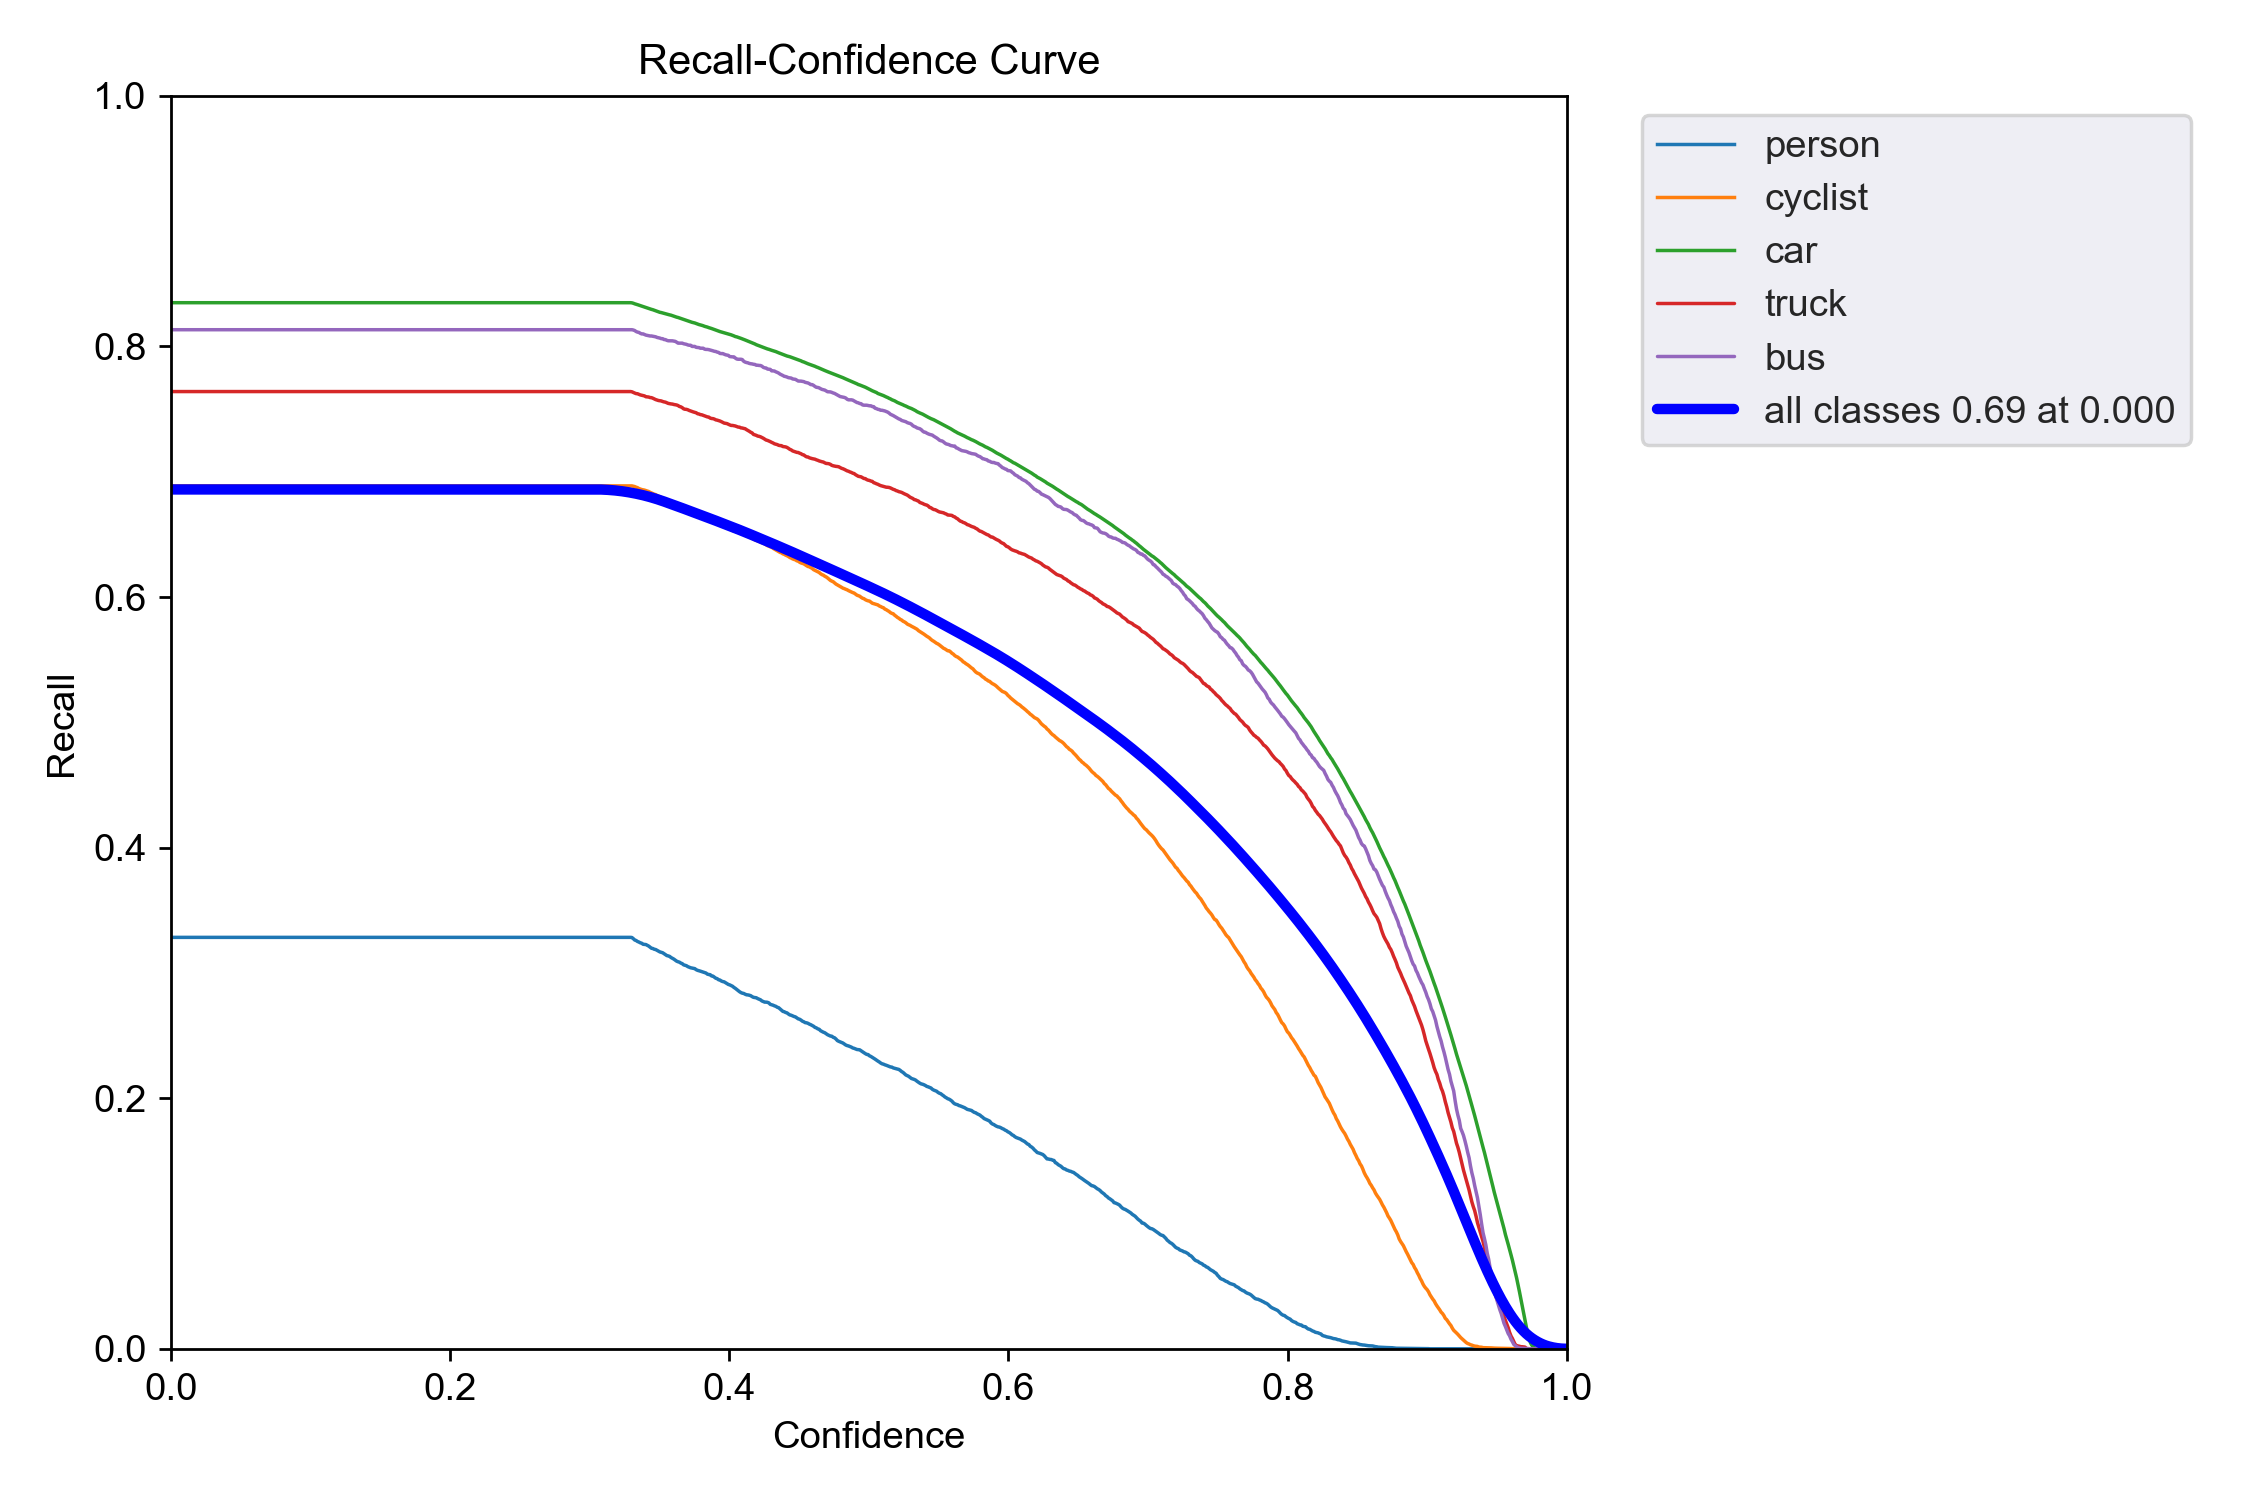 Recall-Confidence Curve
1.0
0.8
0.6
0.4
0.2
0.0
Recall
0.0 0.2 0.4 0.6 0.8 1.0
Confidence
person
cyclist
car
truck
bus
all classes 0.69 at 0.000